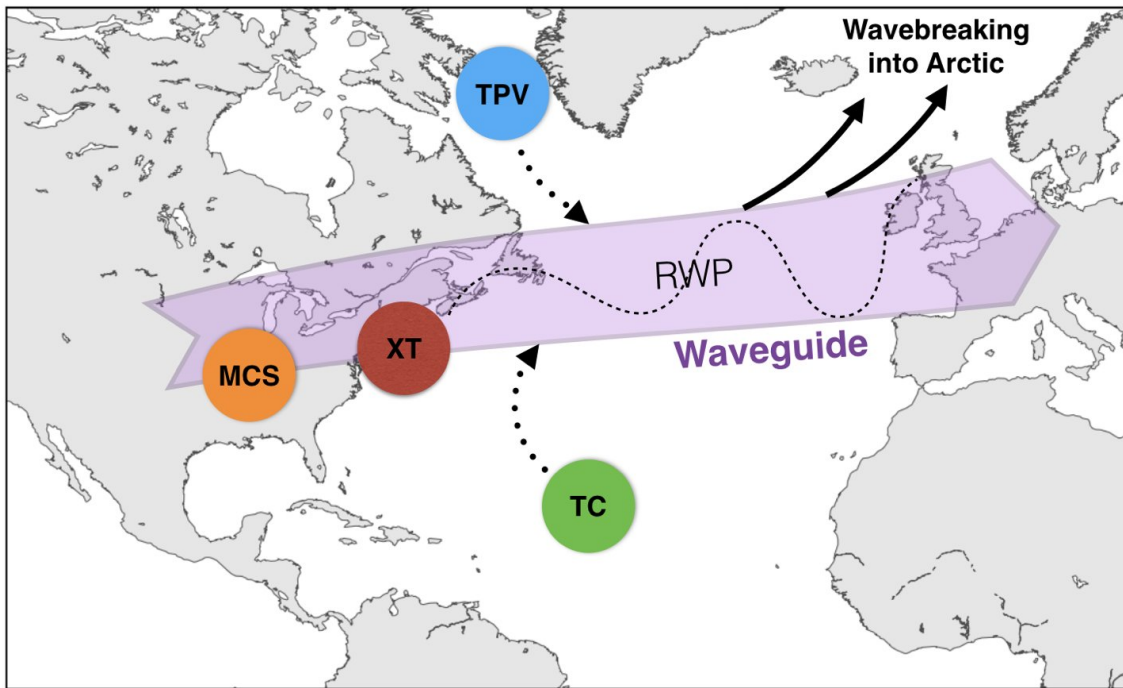 Wavebreaking
into Arctic
TPV
RWP
Waveguide
XT
MCS
TC